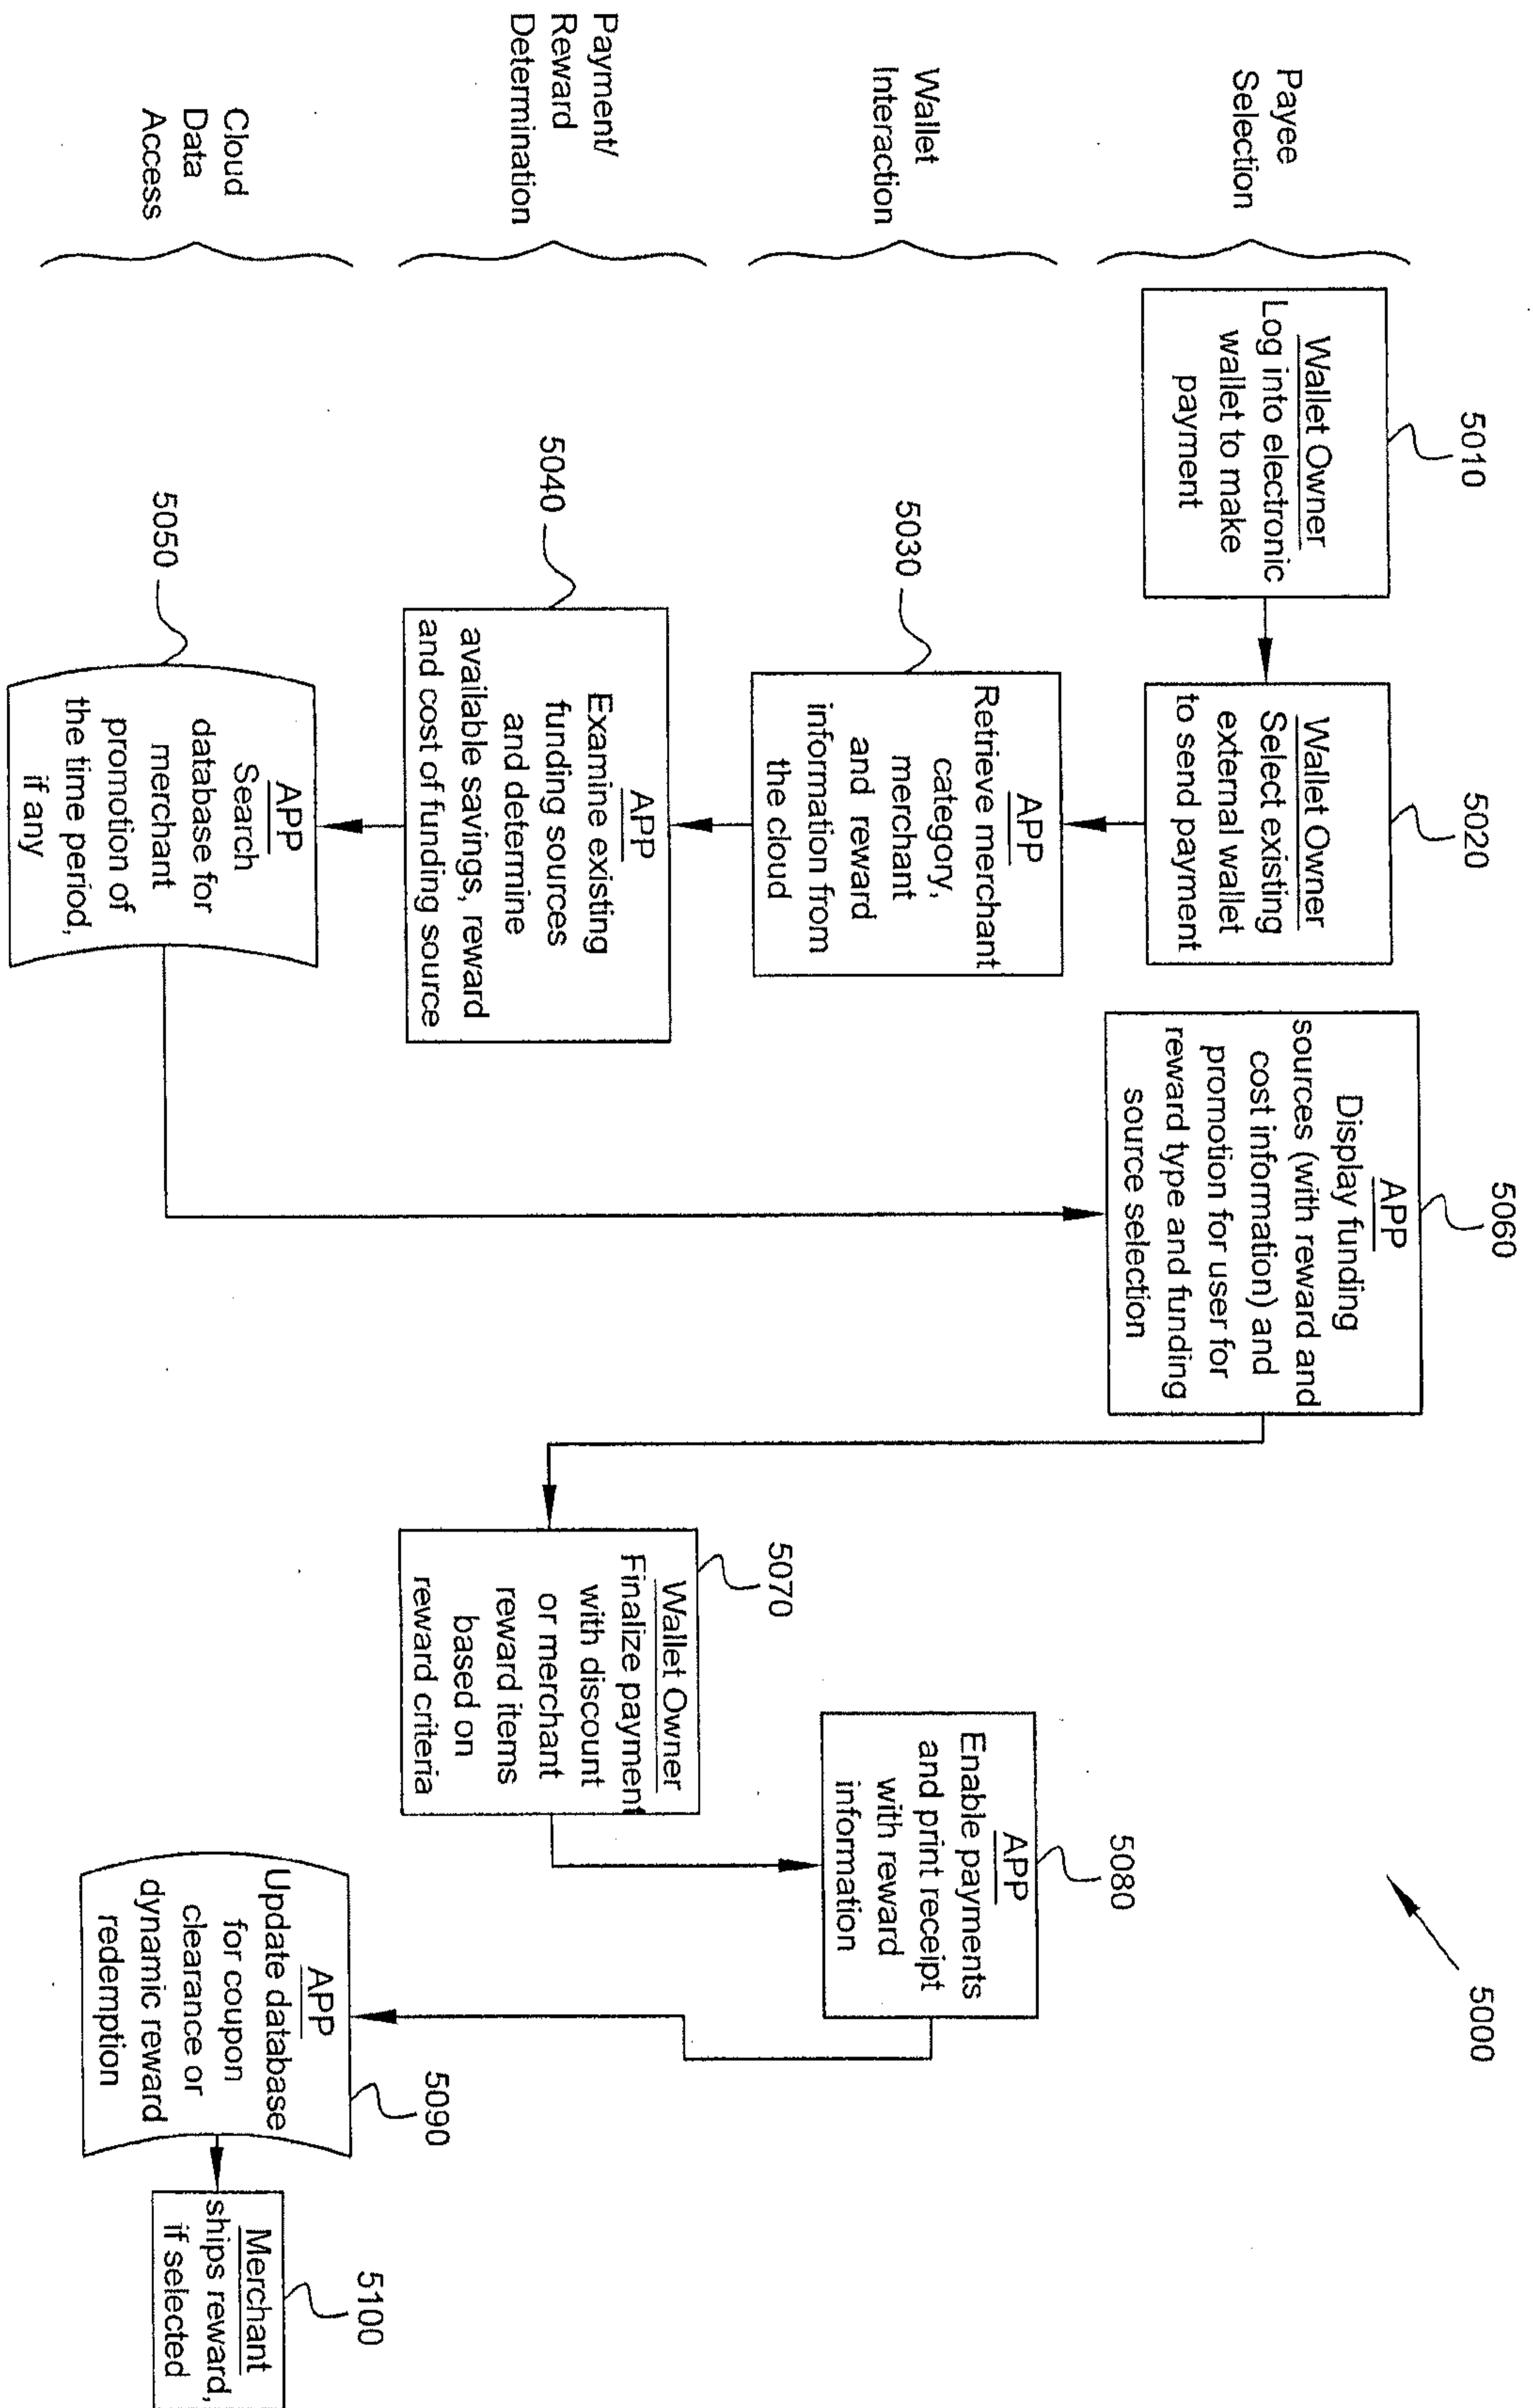 5000
Payee
Selection
Wallet
Interaction
Payment/
Reward
Determination
Cloud
Data
Access
5010
Wallet Owner
Log into electronic
wallet to make
payment
5020
Wallet Owner
Select existing
external wallet
to send payment
5030
APP
Retrieve merchant
category,
merchant
and reward
information from
the cloud
5040
APP
Examine existing
funding sources
and determine
available savings, reward
and cost of funding source
5050
APP
Search
database for
merchant
promotion of
the time period,
if any
5060
APP
Display funding
sources (with reward and
cost information) and
promotion for user for
reward type and funding
source selection
5070
Wallet Owner
Finalize payment
with discount
or merchant
reward items
based on
reward criteria
5080
APP
Enable payments
and print receipt
with reward
information
5090
APP
Update database
for coupon
clearance or
dynamic reward
redemption
5100
Merchant
ships reward,
if selected